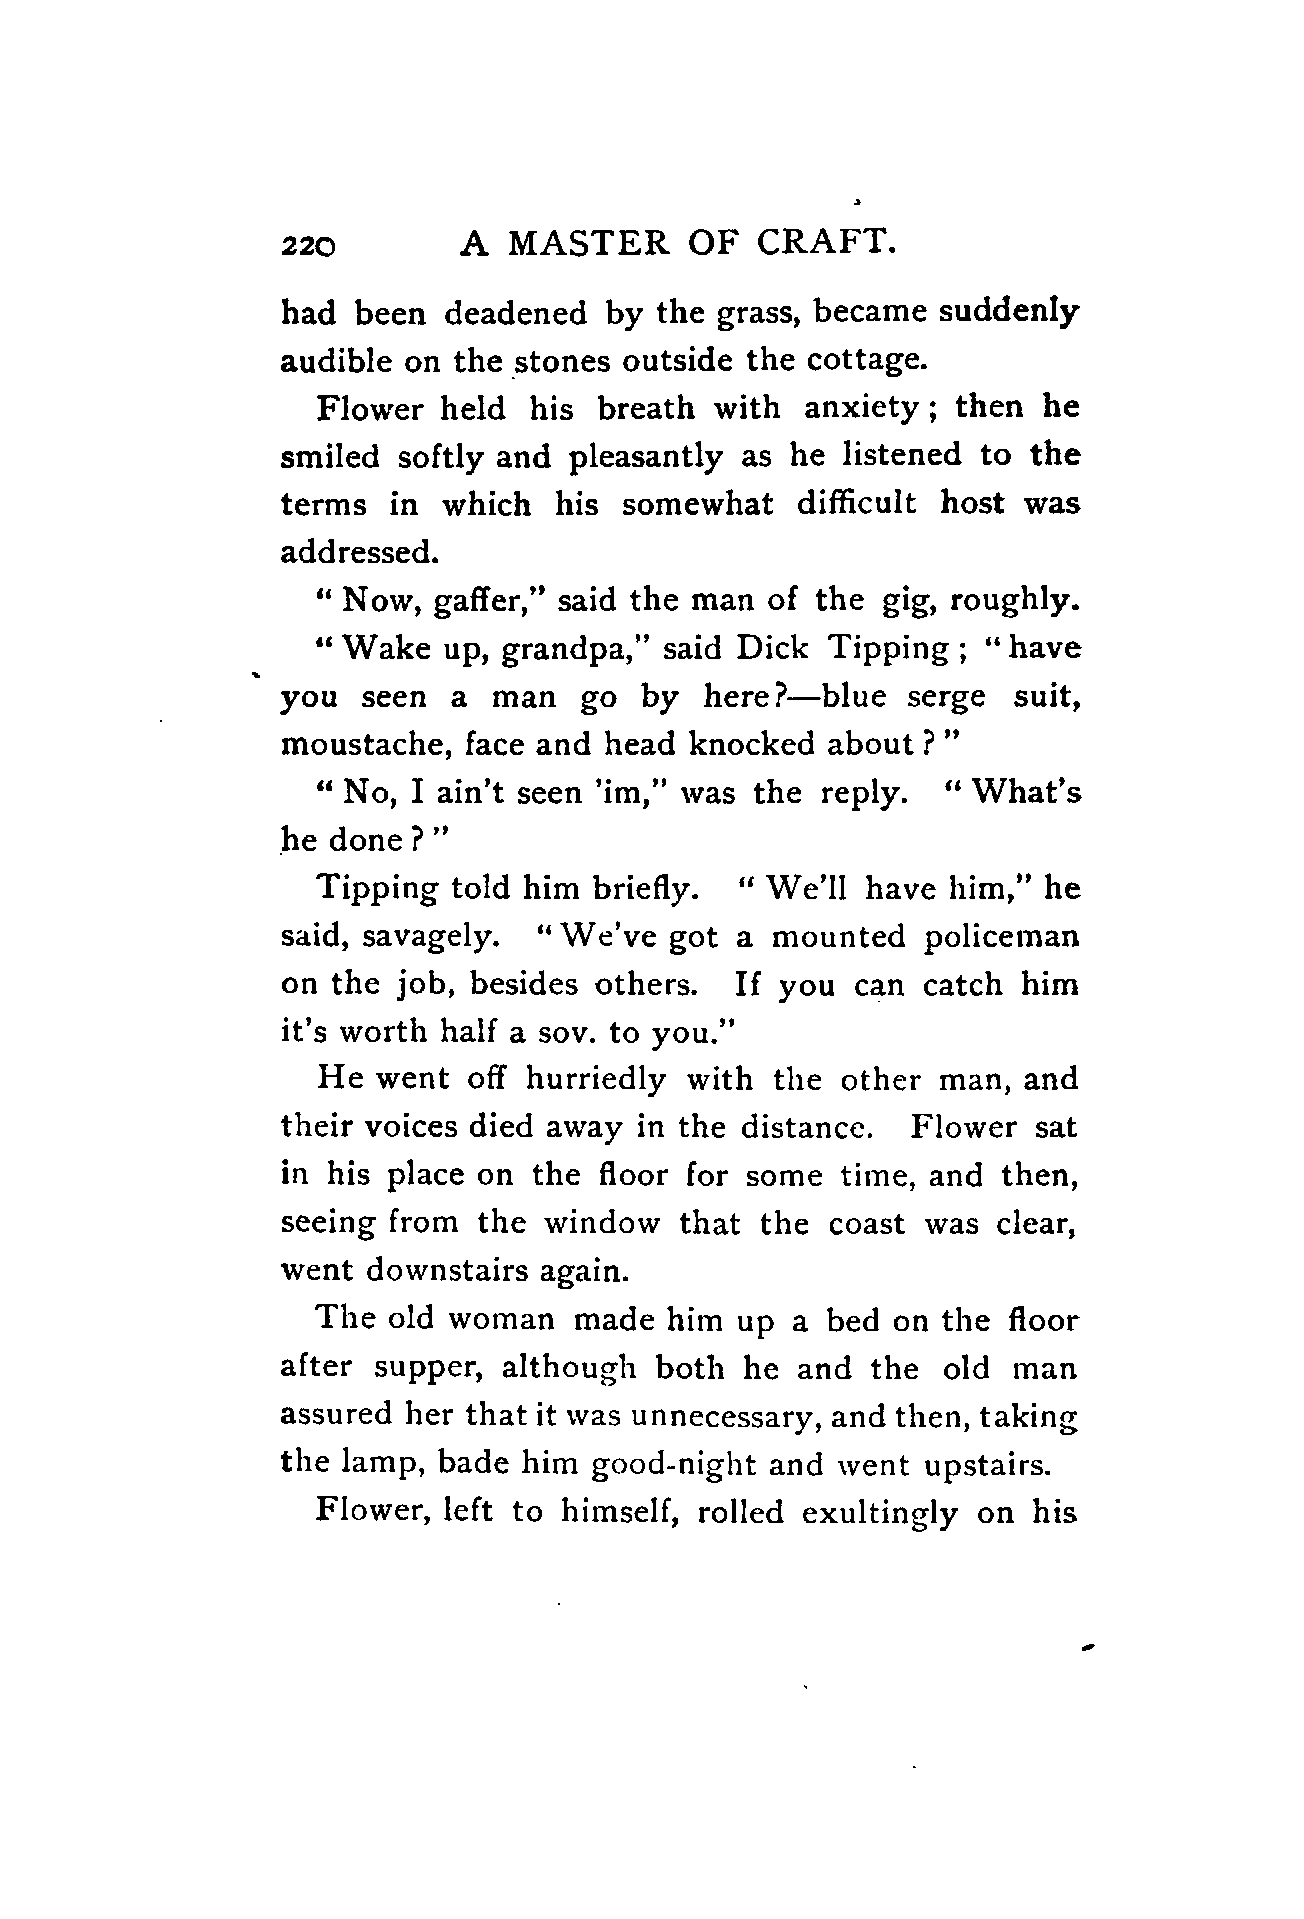 220 A MASTER OF CRAFT.
had been deadened by the grass, became suddenly
audible on the stones outside the cottage.
Flower held his breath with anxiety; then he
smiled softly and pleasantly as he listened to the
terms in which his somewhat difficult host was
addressed.
"Now, gaffer," said the man of the gig, roughly.
"Wake up, grandpa," said Dick Tipping; "have
you seen a man go by here?—blue serge suit,
moustache, face and head knocked about?"
"No, I ain't seen 'im," was the reply. "What's
he done?"
Tipping told him briefly. "We'll have him," he
said, savagely. "We've got a mounted policeman
on the job, besides others. If you can catch him
it's worth half a sov. to you."
He went off hurriedly with the other man, and
their voices died away in the distance. Flower sat
in his place on the floor for some time, and then,
seeing from the window that the coast was clear,
went downstairs again.
The old woman made him up a bed on the floor
after supper, although both he and the old man
assured her that it was unnecessary, and then, taking
the lamp, bade him good-night and went upstairs.
Flower, left to himself, rolled exultingly on his